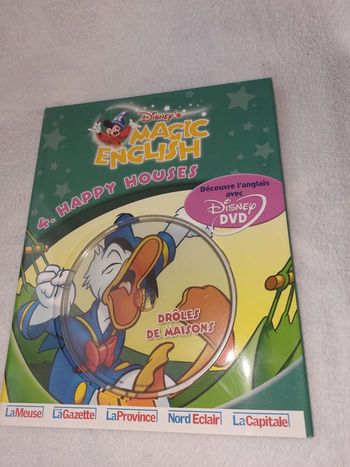 Disney's
MAGIC
ENGLISH
4. HAPPY HOUSES
Découvre l'anglais
avec
Disney
DVD
DRÔLES
DE MAISONS
LaMeuse LaGazette LaProvince Nord Eclair LaCapitale